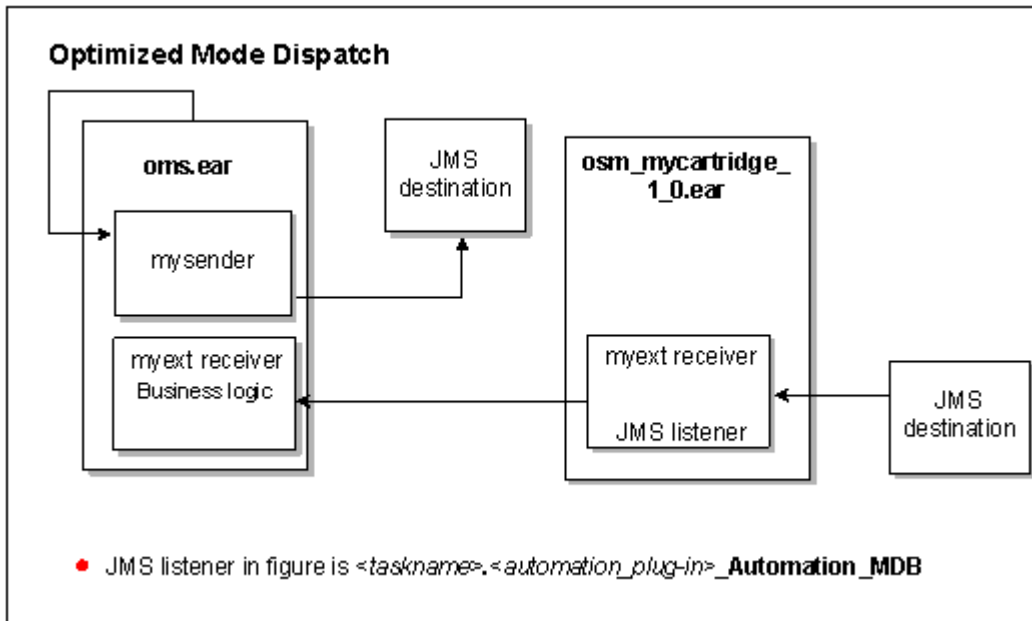 Optimized Mode Dispatch
oms.ear
mysender
myext receiver
Business logic
JMS
destination
osm_mycartridge_
1_0.ear
myext receiver
JMS listener
JMS
destination
JMS listener in figure is <taskname>.<automation_plug-in>_Automation_MDB